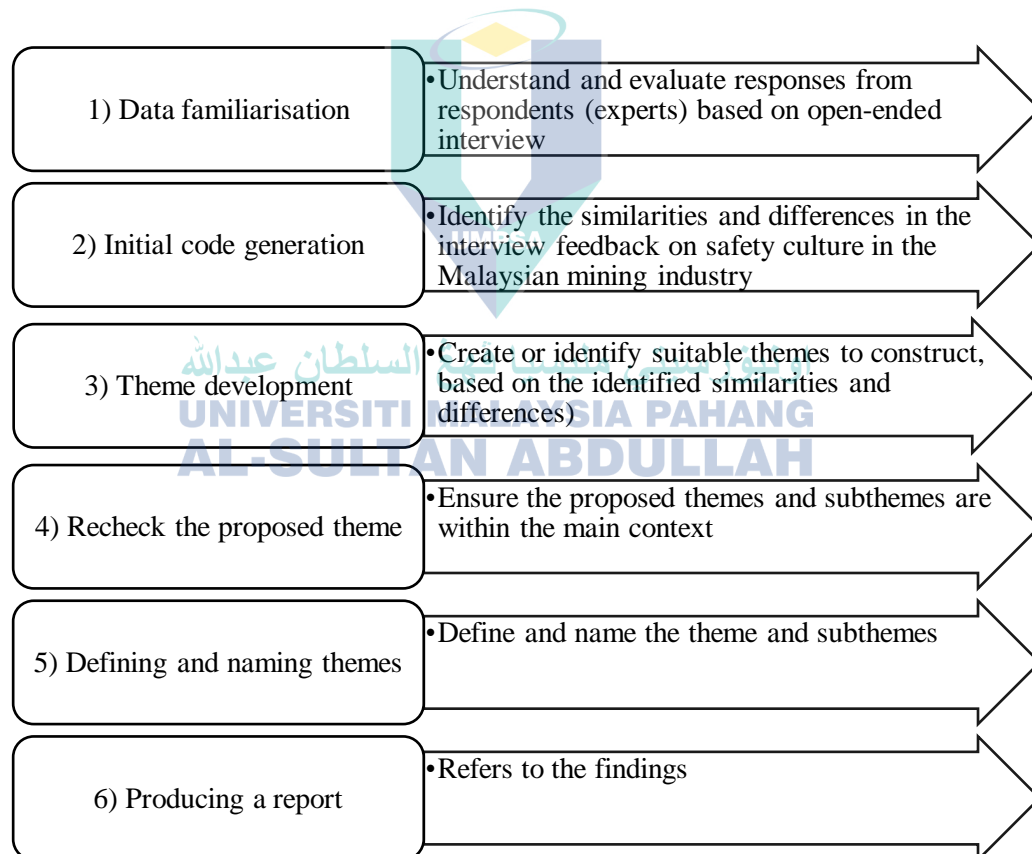 1) Data familiarisation
•Understand and evaluate responses from
respondents (experts) based on open-ended
interview
2) Initial code generation
•Identify the similarities and differences in the
interview feedback on safety culture in the
Malaysian mining industry
UMPSA
3) Theme development
•Create or identify suitable themes to construct,
based on the identified similarities and
differences)
السلطان عبدالله
UNIVERSITI MALAYSIA PAHANG
AL-SULTAN ABDULLAH
4) Recheck the proposed theme
•Ensure the proposed themes and subthemes are
within the main context
5) Defining and naming themes
•Define and name the theme and subthemes
6) Producing a report
•Refers to the findings